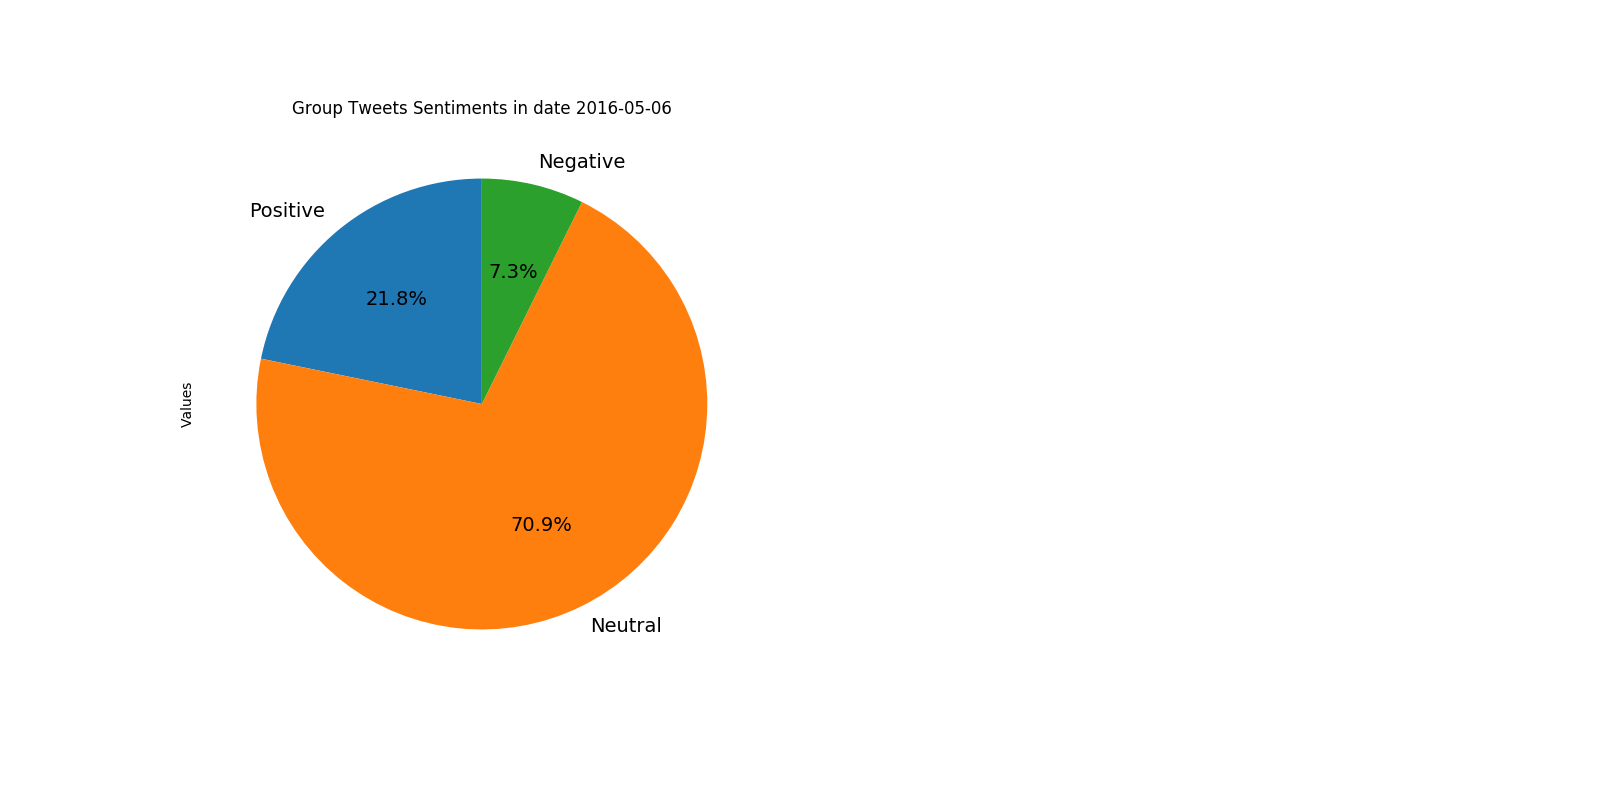 Group Tweets Sentiments in date 2016-05-06
Negative
Positive
7.3%
21.8%
Values
70.9%
Neutral